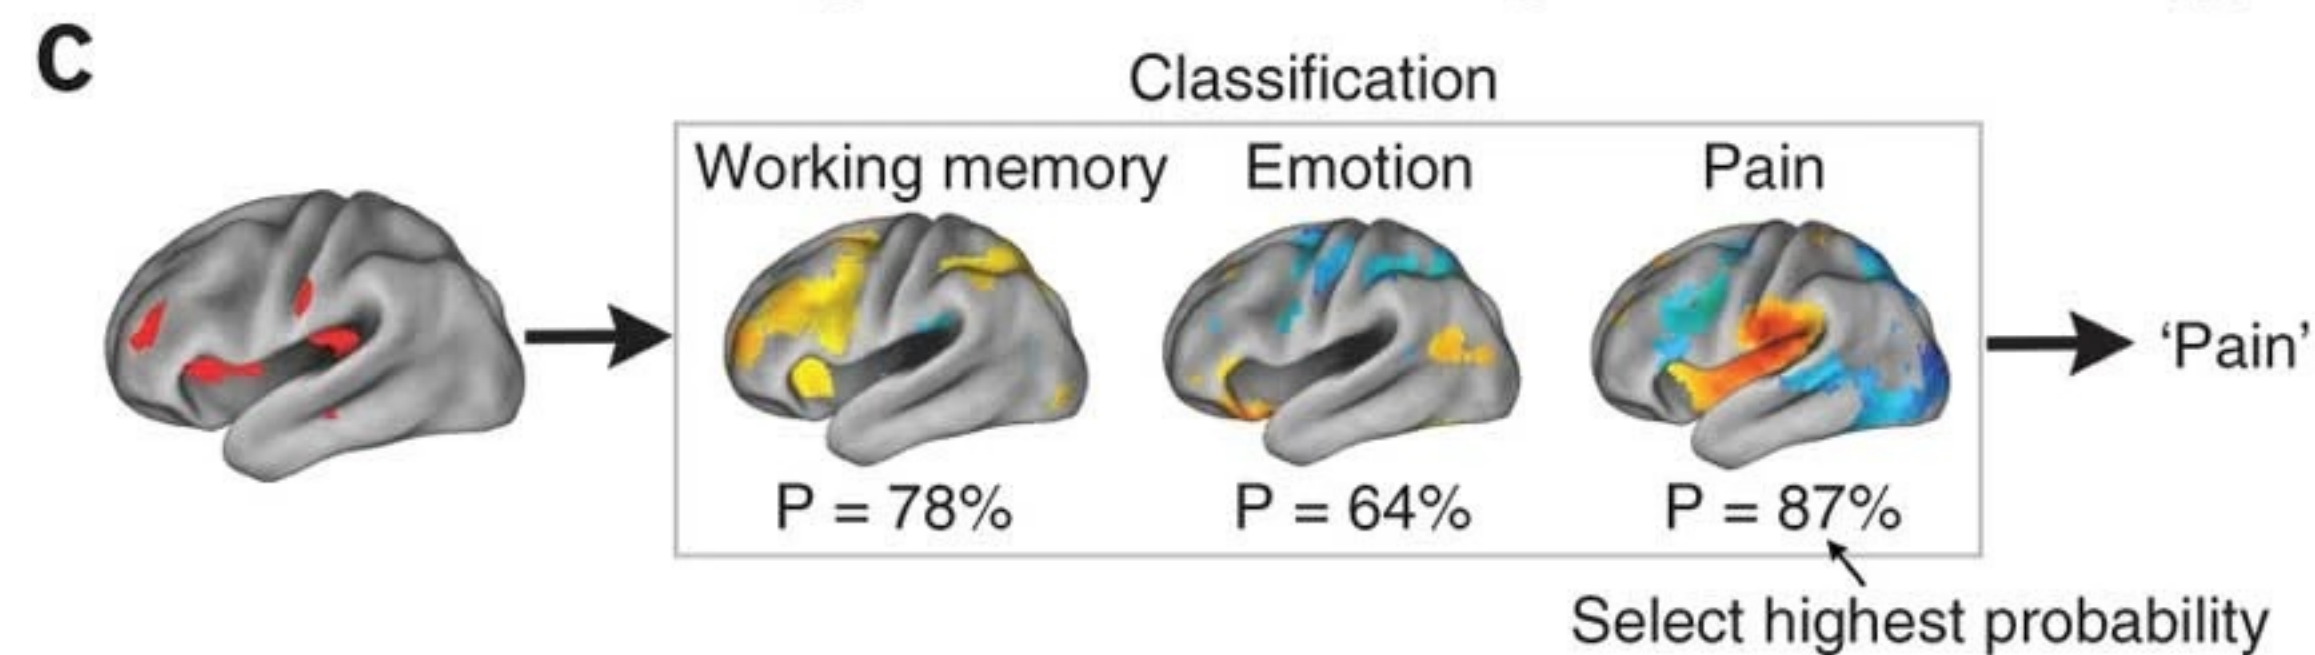 C
Classification
Working memory Emotion Pain
P = 78% P = 64% P = 87%
‘Pain’
Select highest probability